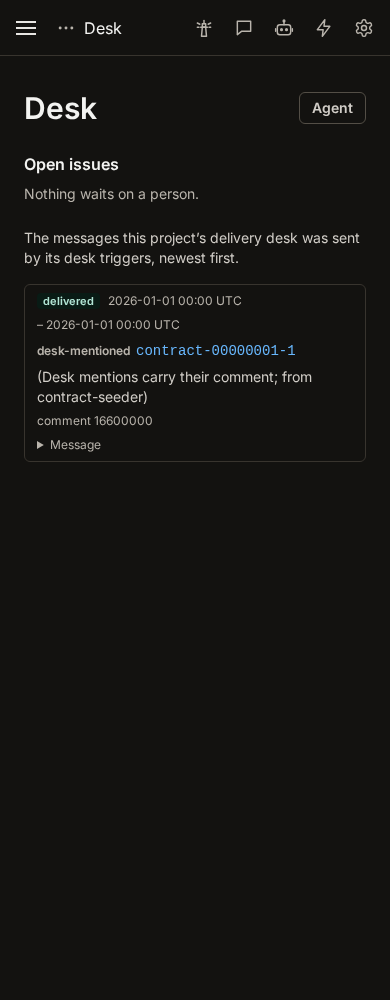 Desk
Desk
Agent
Open issues
Nothing waits on a person.
The messages this project’s delivery desk was sent
by its desk triggers, newest first.
delivered 2026-01-01 00:00 UTC
– 2026-01-01 00:00 UTC
desk-mentioned contract-00000001-1
(Desk mentions carry their comment; from
contract-seeder)
comment 16600000
Message